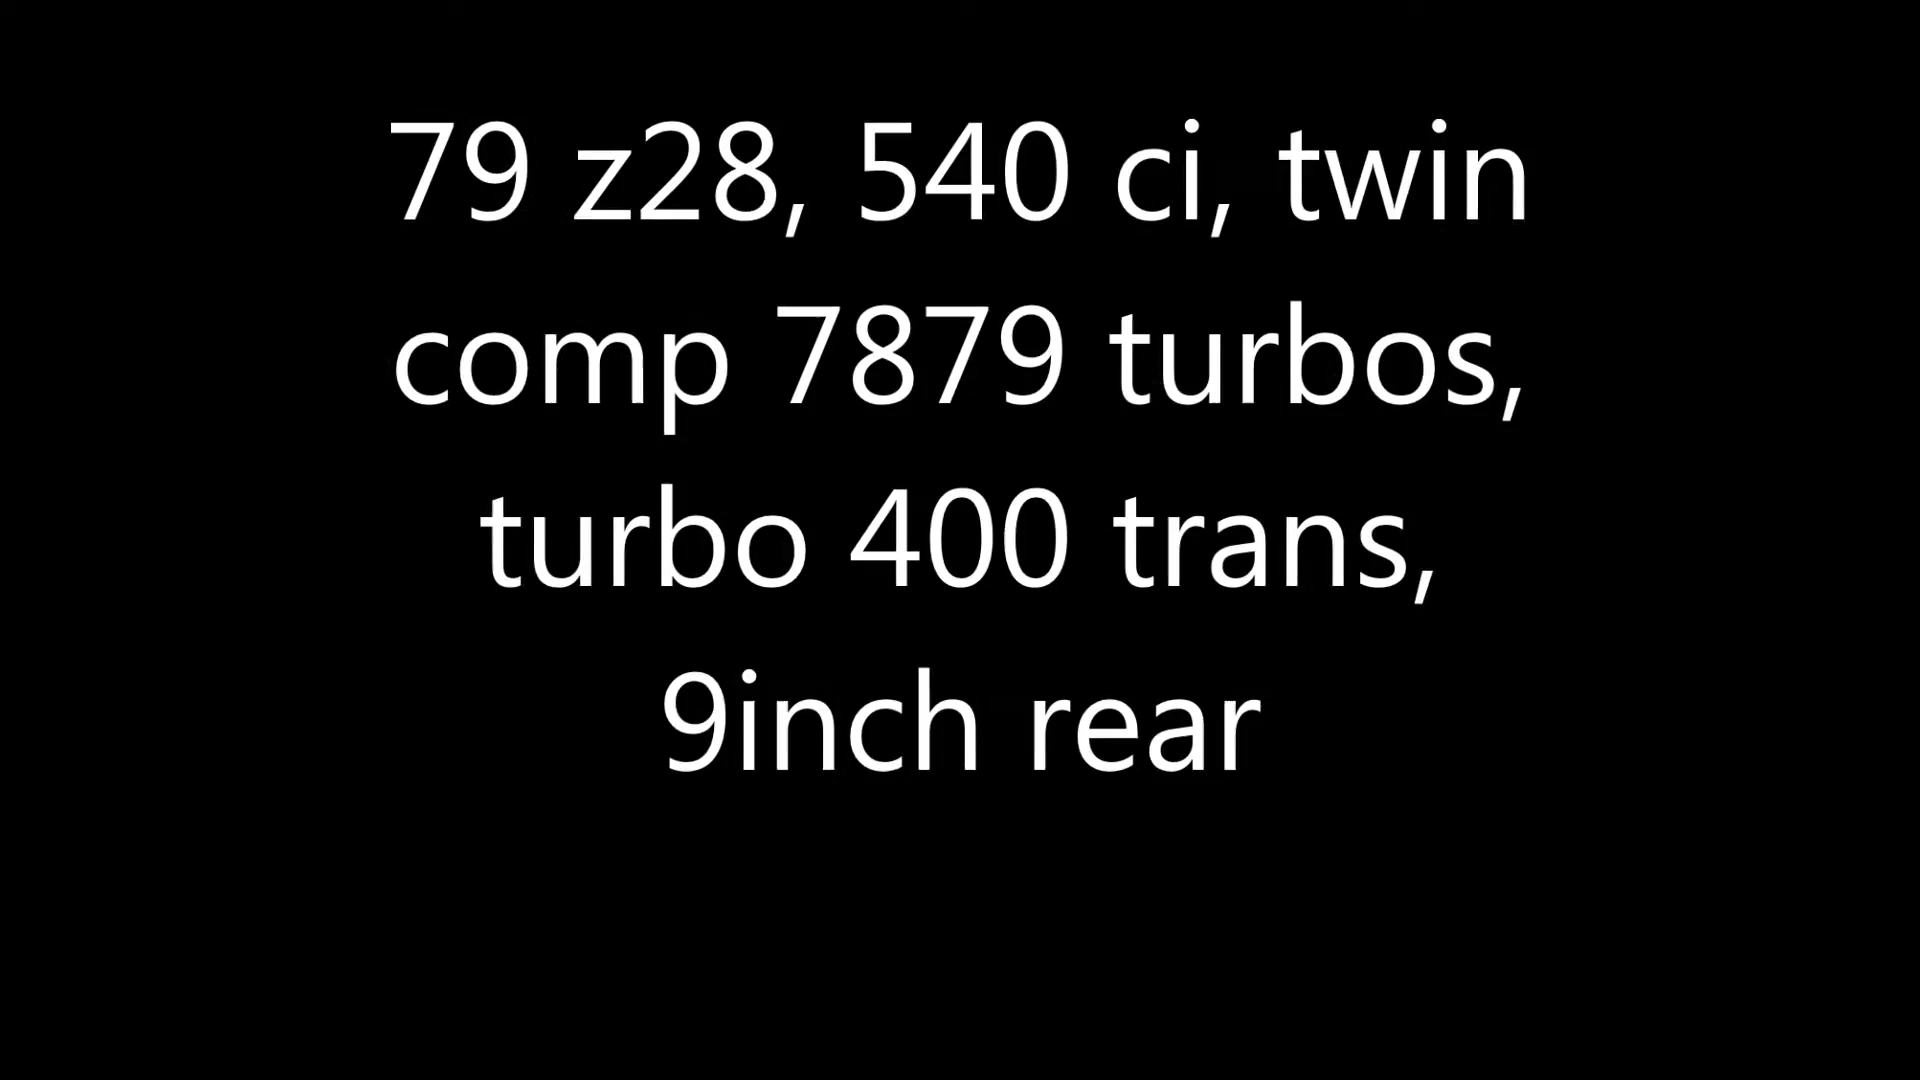 79 z28, 540 ci, twin
comp 7879 turbos,
turbo 400 trans,
9inch rear